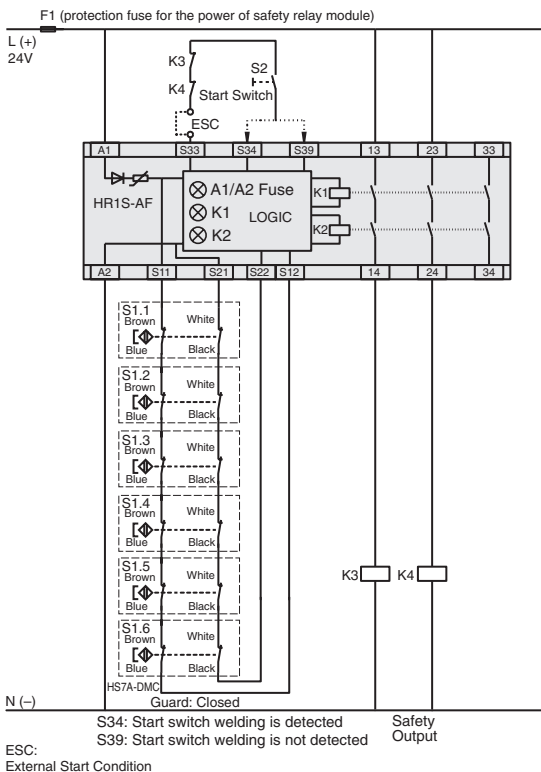 F1 (protection fuse for the power of safety relay module)
L (+)
24V
K3
S2
K4
Start Switch
ESC
A1 S33 S34 S39 13 23 33
HR1S-AF
A1/A2 Fuse
K1 LOGIC
K2
K1
K2
A2 S11 S21 S22 S12 14 24 34
S1.1
Brown White
Blue Black
S1.2
Brown White
Blue Black
S1.3
Brown White
Blue Black
S1.4
Brown White
Blue Black
S1.5
Brown White
Blue Black
K3 K4
S1.6
Brown White
Blue Black
HS7A-DMC
N (–) Guard: Closed
S34: Start switch welding is detected
S39: Start switch welding is not detected
Safety
Output
ESC:
External Start Condition